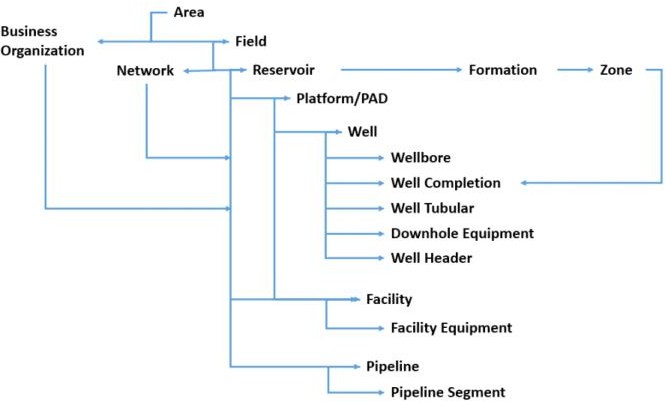 Area
Business
Organization
Field
Network
Reservoir
Formation
Zone
Platform/PAD
Well
Wellbore
Well Completion
Well Tubular
Downhole Equipment
Well Header
Facility
Facility Equipment
Pipeline
Pipeline Segment